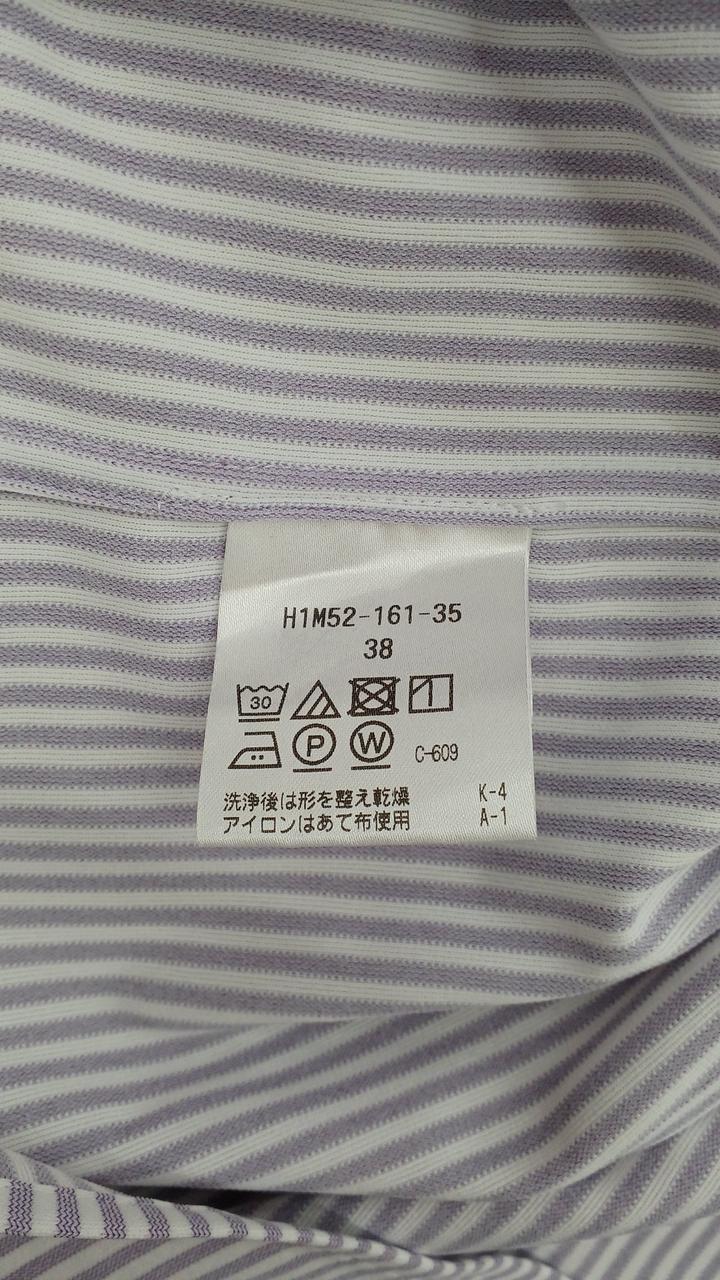 H1M52-161-35
38
30
P W C-609
洗浄後は形を整え乾燥 K-4
アイロンはあて布使用 A-1